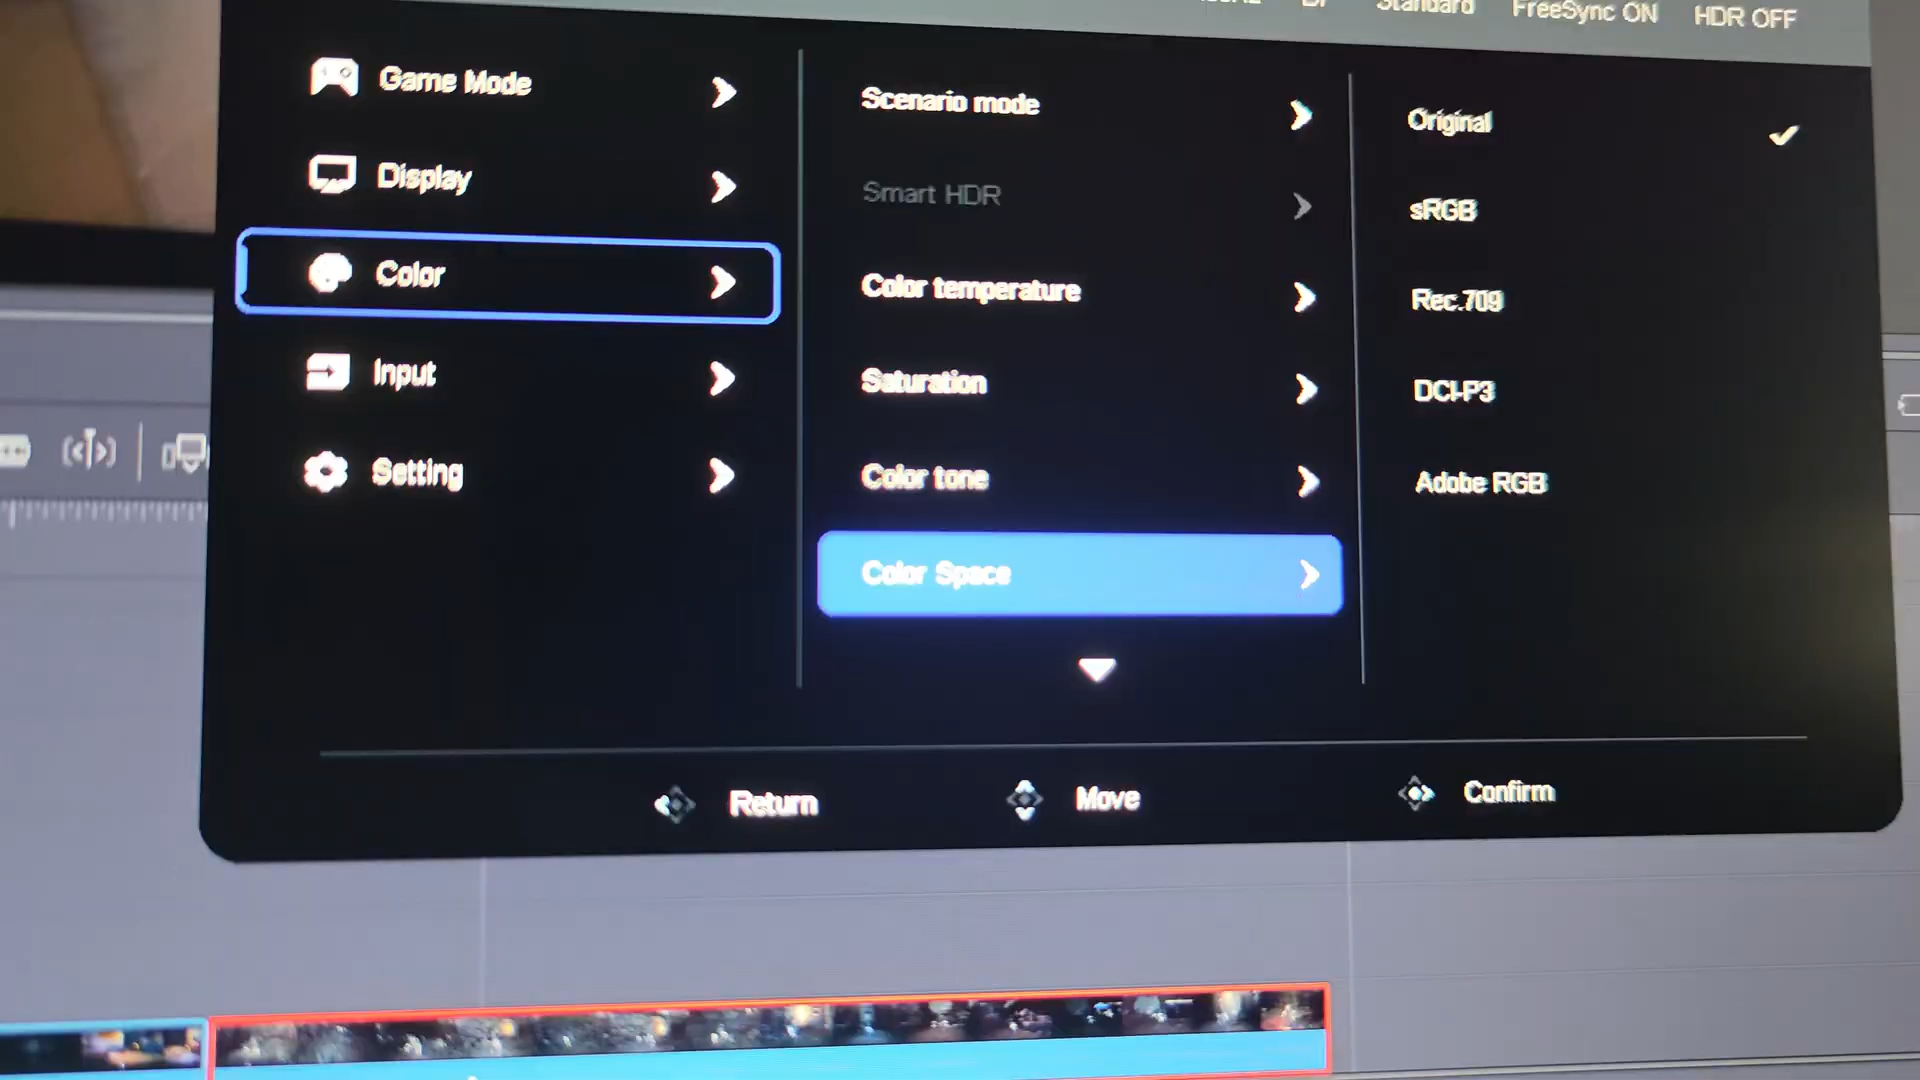 Standard FreeSync ON HDR OFF
Game Mode
Display
Color
Input
Setting
Scenario mode
Smart HDR
Color temperature
Saturation
Color tone
Color Space
Original
sRGB
Rec.709
DCI-P3
Adobe RGB
Return Move Confirm